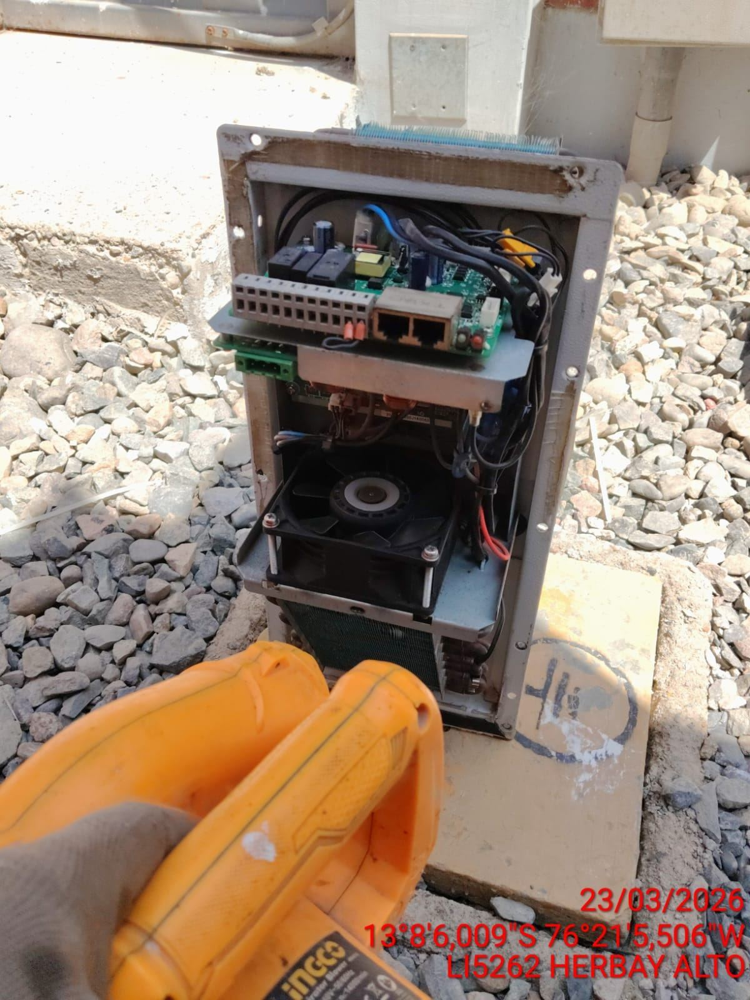 INGCO
23/03/2026
13°8'6,009"S 76°21'5,506"W
LI5262 HERBAY ALTO